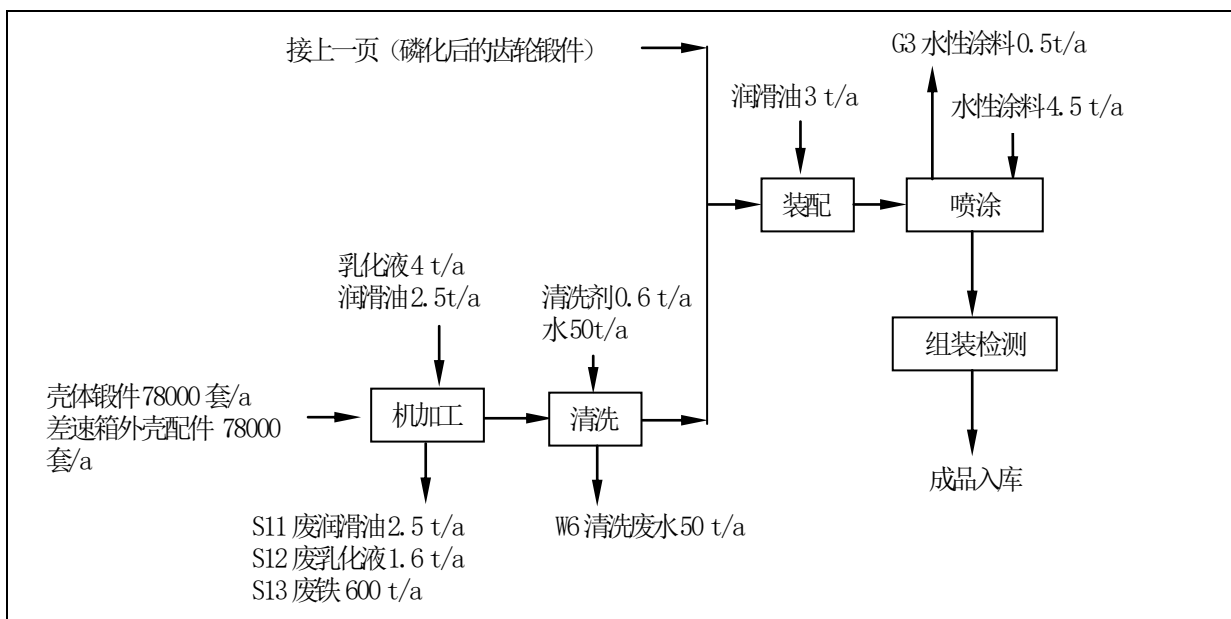 接上一页（磷化后的齿轮锻件）
G3 水性涂料 0.5t/a
润滑油 3 t/a
水性涂料 4.5 t/a
装配
喷涂
乳化液 4 t/a
润滑油 2.5t/a
清洗剂 0.6 t/a
水 50t/a
组装检测
壳体锻件 78000 套/a
差速箱外壳配件 78000
套/a
机加工
清洗
成品入库
S11 废润滑油 2.5 t/a
S12 废乳化液 1.6 t/a
S13 废铁 600 t/a
W6 清洗废水 50 t/a